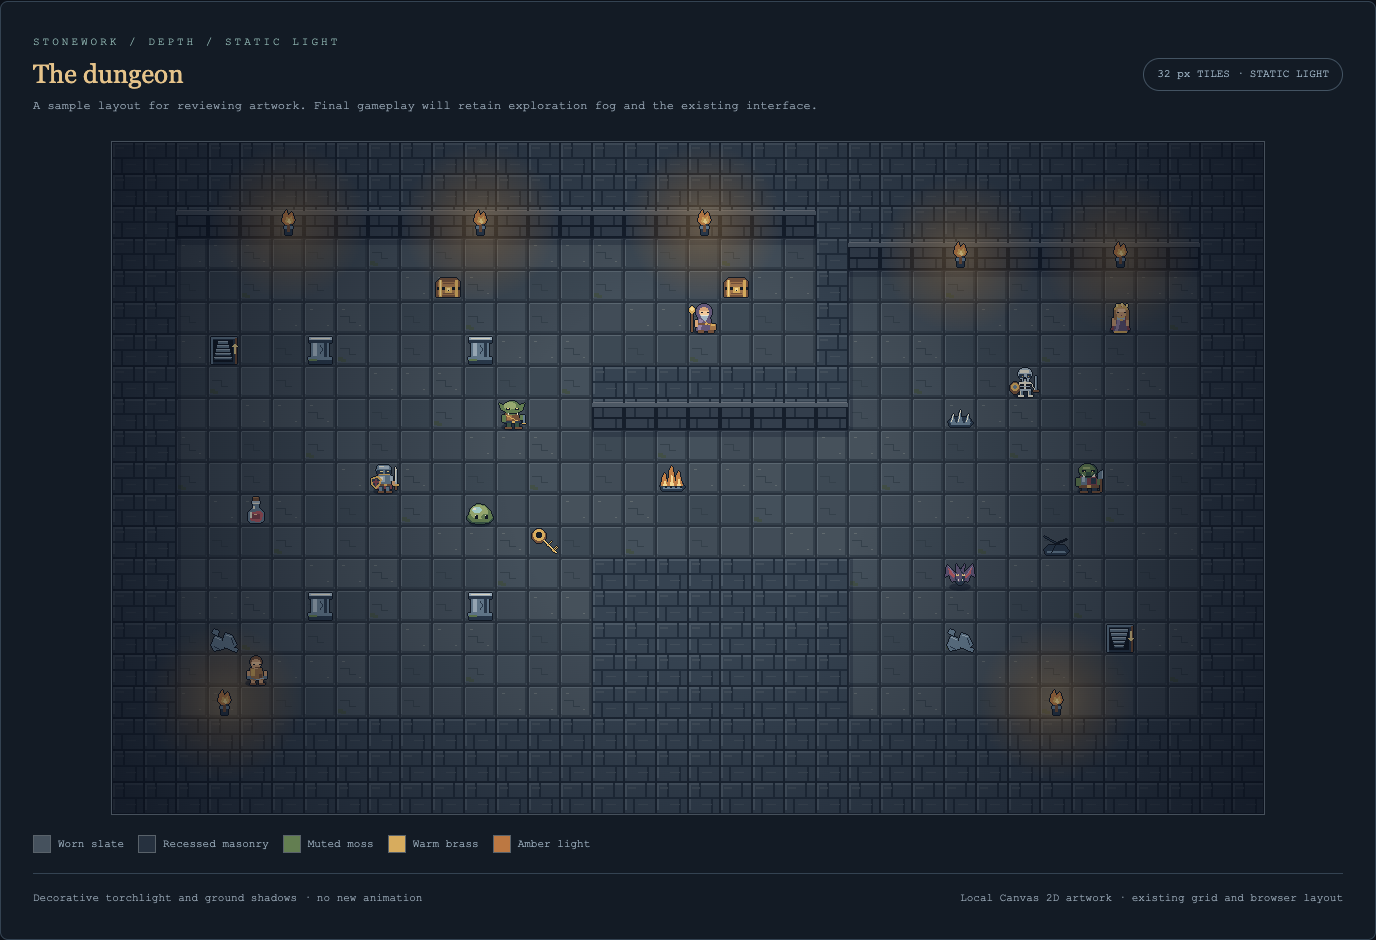 STONEWORK / DEPTH / STATIC LIGHT
The dungeon
32 px TILES · STATIC LIGHT
A sample layout for reviewing artwork. Final gameplay will retain exploration fog and the existing interface.
Worn slate
Recessed masonry
Muted moss
Warm brass
Amber light
Decorative torchlight and ground shadows · no new animation
Local Canvas 2D artwork · existing grid and browser layout